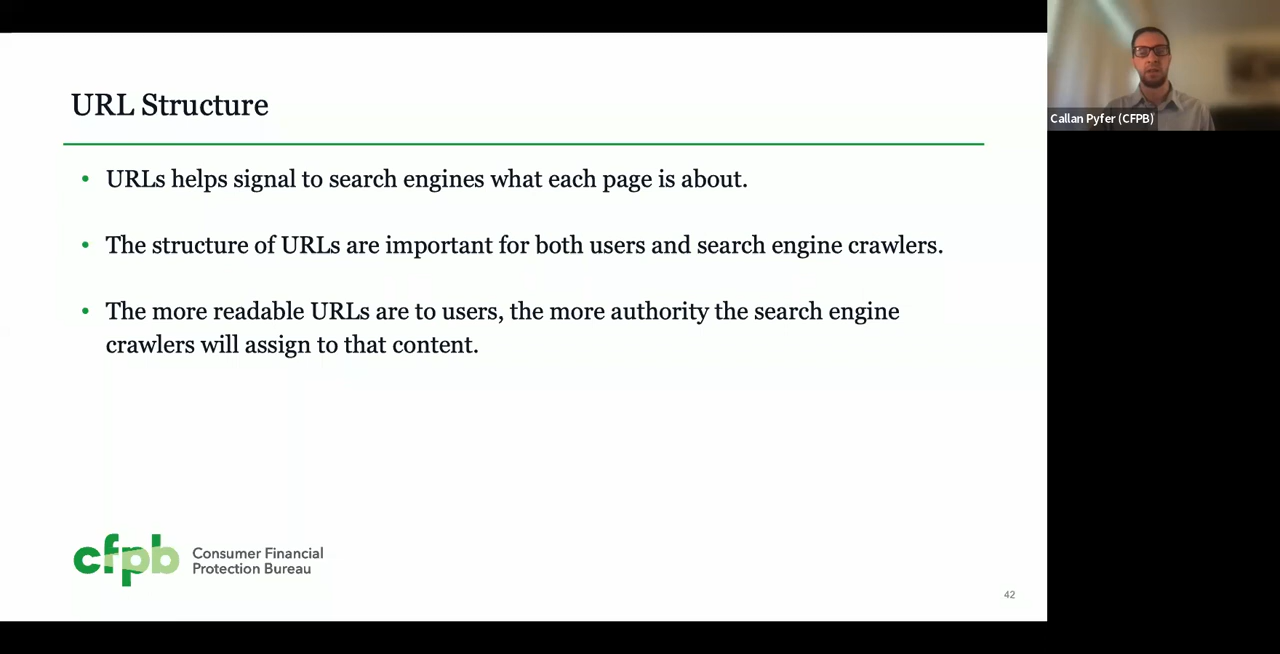 URL Structure
• URLs helps signal to search engines what each page is about.
• The structure of URLs are important for both users and search engine crawlers.
• The more readable URLs are to users, the more authority the search engine
crawlers will assign to that content.
cfpb
Consumer Financial
Protection Bureau
42
Callan Pyfer (CFPB)